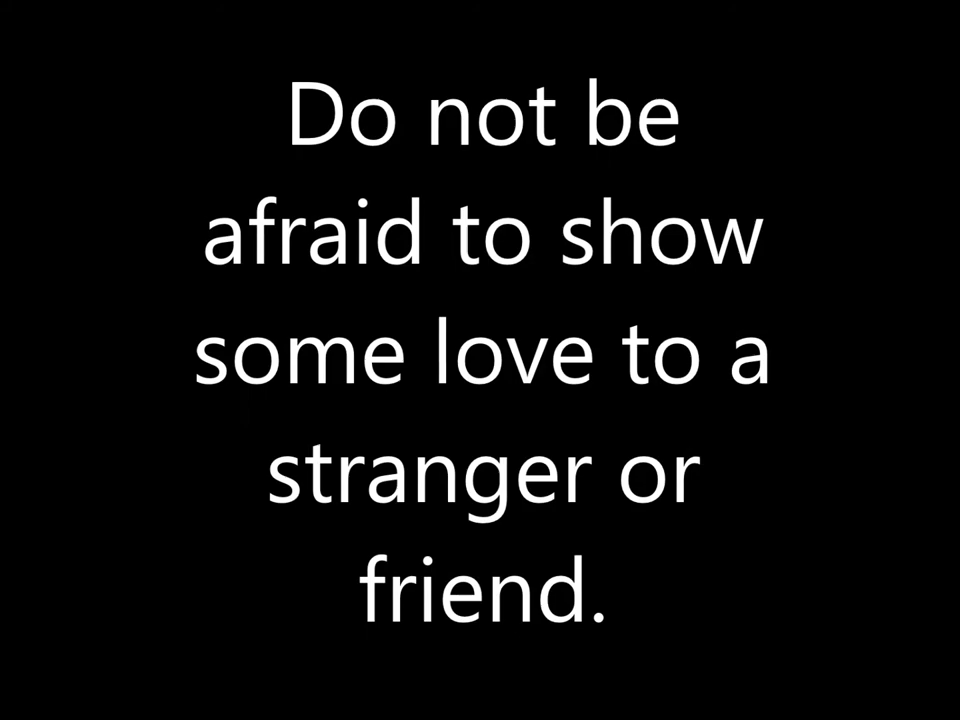 Do not be
afraid to show
some love to a
stranger or
friend.